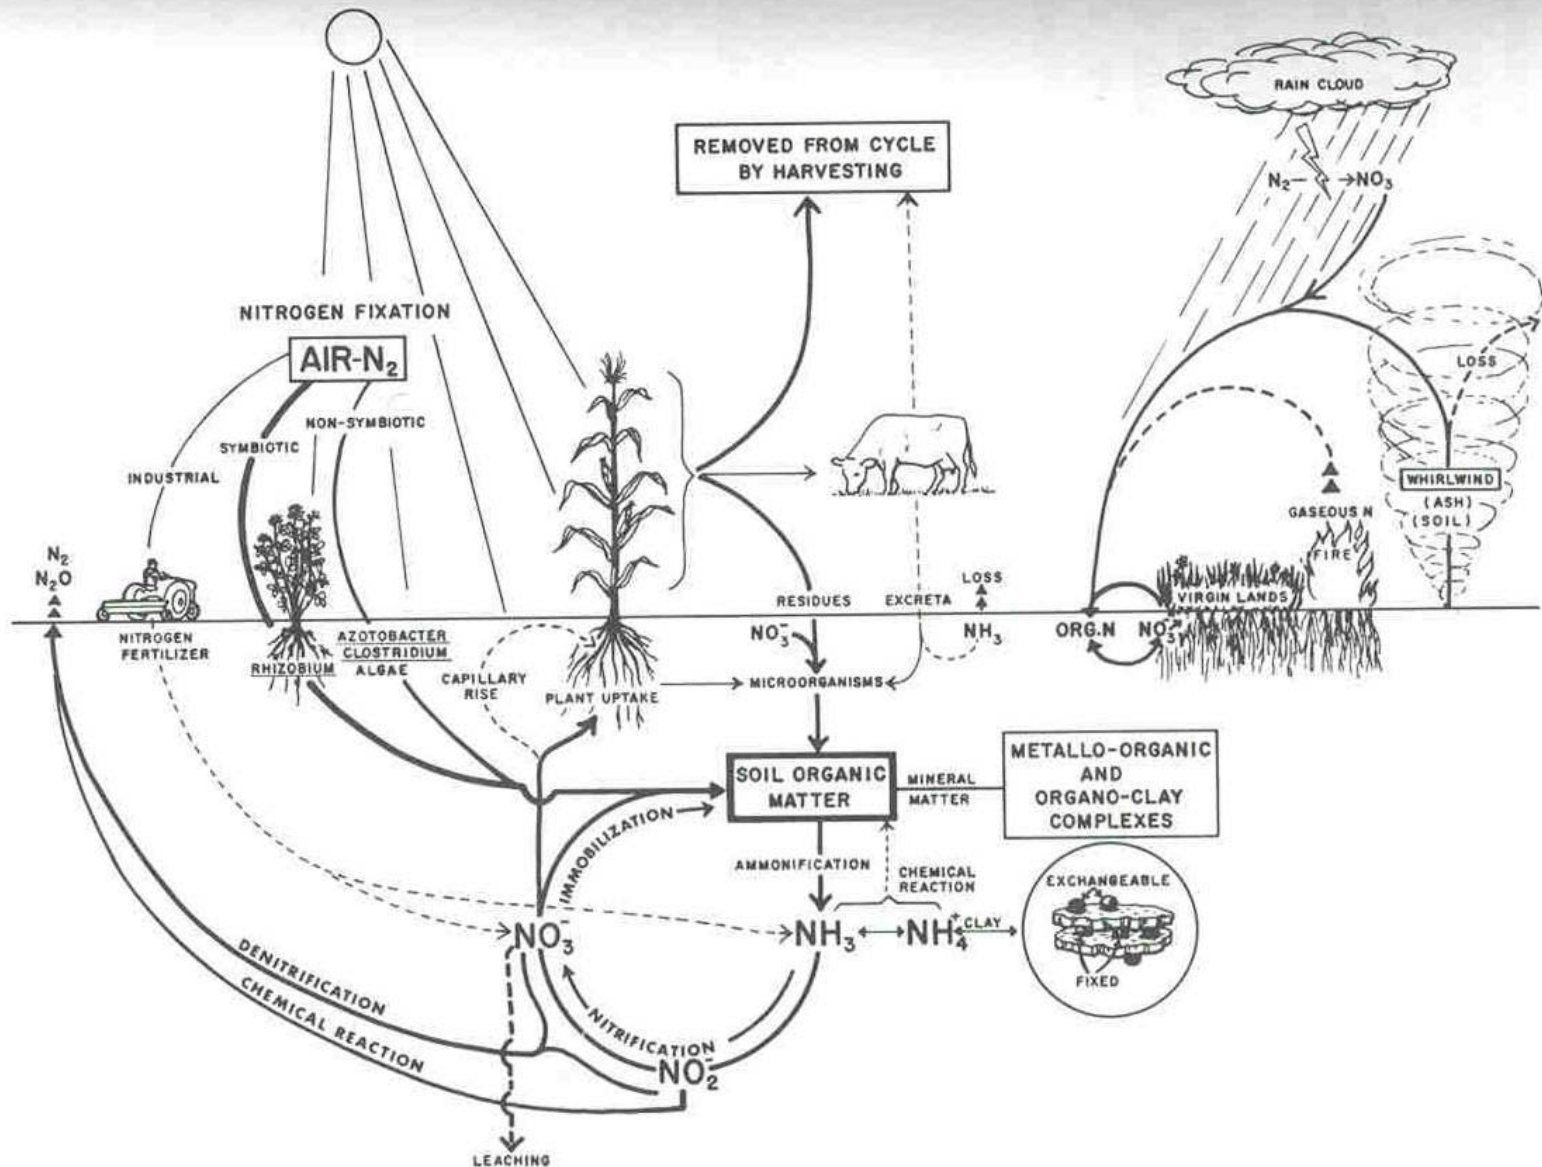 RAIN CLOUD
REMOVED FROM CYCLE
BY HARVESTING
N₂ → NO₃
NITROGEN FIXATION
AIR-N₂
LOSS
NON-SYMBIOTIC
SYMBIOTIC
INDUSTRIAL
WHIRLWIND
(ASH)
(SOIL)
GASEOUS N
FIRE
N₂
N₂O
LOSS
RESIDUES
EXCRETA
VIRGIN LANDS
NITROGEN
FERTILIZER
RHIZOBIUM
AZOTOBACTER
CLOSTRIDIUM
ALGAE
NO₃⁻
NH₃
ORG.N
NO₃⁻
CAPILLARY
RISE
PLANT UPTAKE
MICROORGANISMS
SOIL ORGANIC
MATTER
MINERAL
MATTER
METALLO-ORGANIC
AND
ORGANO-CLAY
COMPLEXES
IMMOBILIZATION
AMMONIFICATION
CHEMICAL
REACTION
EXCHANGEABLE
NO₃⁻
NH₃
NH₄⁺
CLAY
FIXED
DENITRIFICATION
CHEMICAL REACTION
NITRIFICATION
NO₂⁻
LEACHING